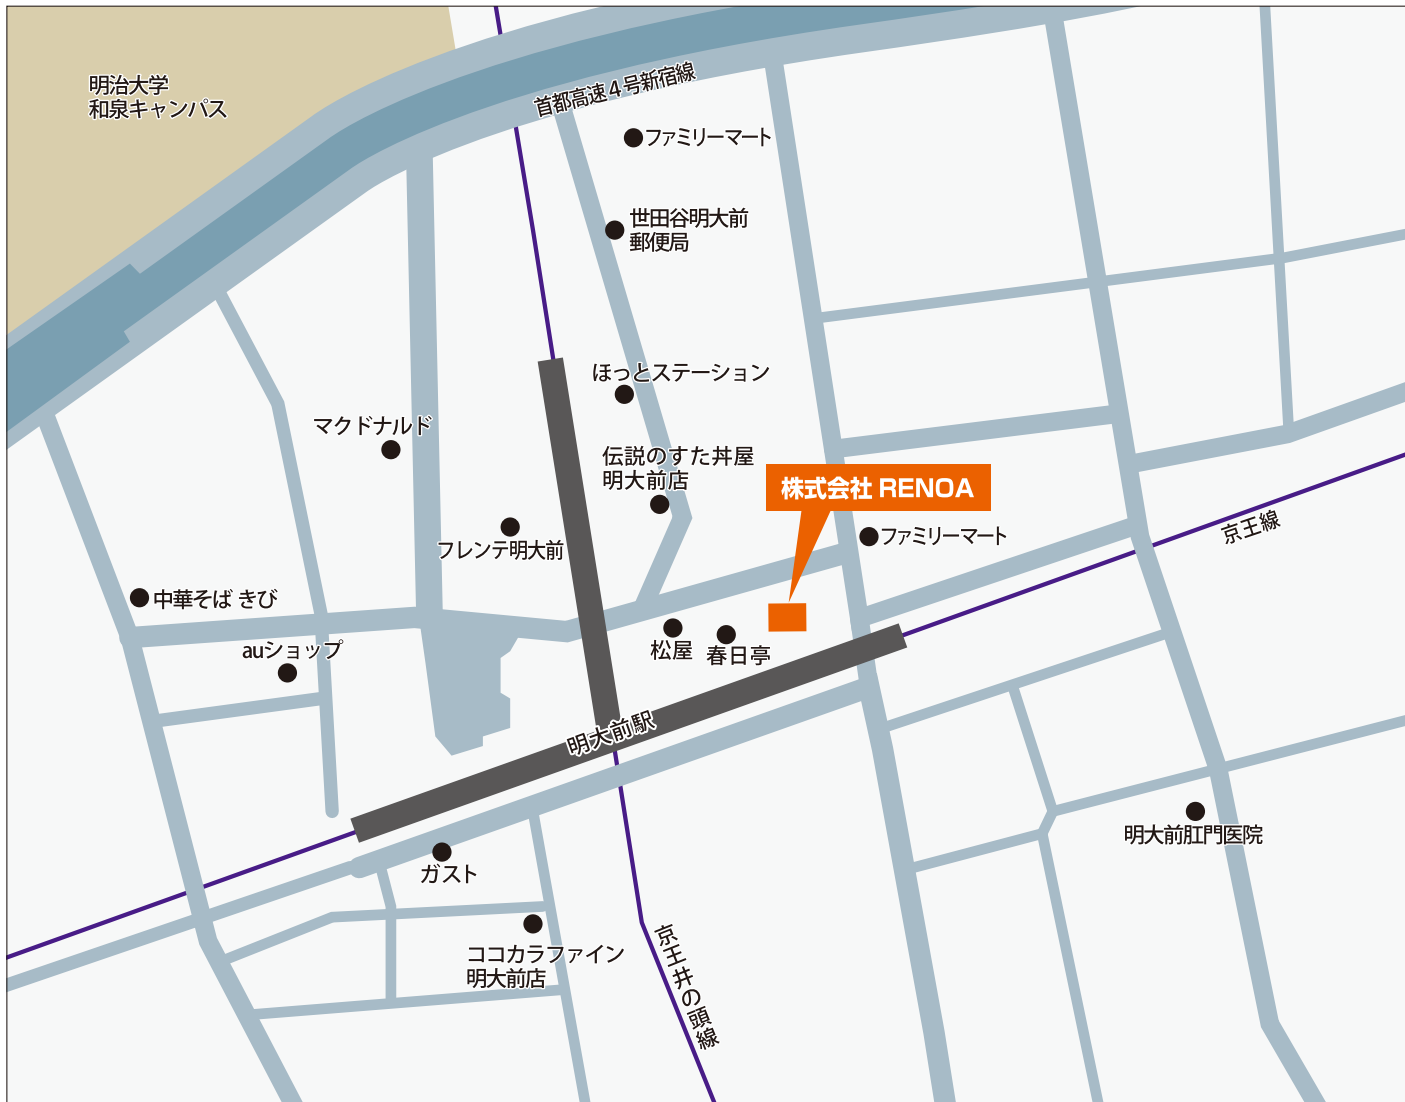 明治大学
和泉キャンパス
首都高速4号新宿線
ファミリーマート
世田谷明大前
郵便局
ほっとステーション
マクドナルド
伝説のすた丼屋
明大前店
株式会社 RENOA
フレンテ明大前
ファミリーマート
京王線
中華そば きび
auショップ
松屋
春日亭
明大前駅
明大前肛門医院
ガスト
ココカラファイン
明大前店
京王井の頭線